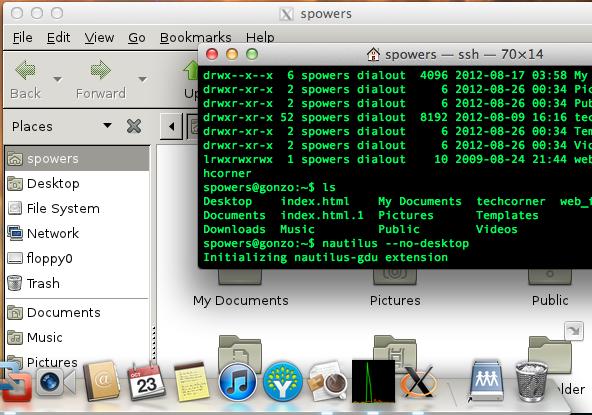 spowers
File Edit View Go Bookmarks Help
Back Forward Up
Places
spowers
Desktop
File System
Network
floppy0
Trash
Documents
Music
Pictures
spowers — ssh — 70×14
drwx--x--x 6 spowers dialout 4096 2012-08-17 03:58 My
drwxr-xr-x 2 spowers dialout 6 2012-08-26 00:34 Pic
drwxr-xr-x 2 spowers dialout 6 2012-08-26 00:34 Pub
drwxr-xr-x 52 spowers dialout 8192 2012-08-09 16:16 tec
drwxr-xr-x 2 spowers dialout 6 2012-08-26 00:34 Tem
drwxr-xr-x 2 spowers dialout 6 2012-08-26 00:34 Vid
lrwxrwxrwx 1 spowers dialout 10 2009-08-24 21:44 web
hcorner
spowers@gonzo:~$ ls
Desktop index.html My Documents techcorner web_i
Documents index.html.1 Pictures Templates
Downloads Music Public Videos
spowers@gonzo:~$ nautilus --no-desktop
Initializing nautilus-gdu extension
My Documents Pictures Public
older
OCT
23